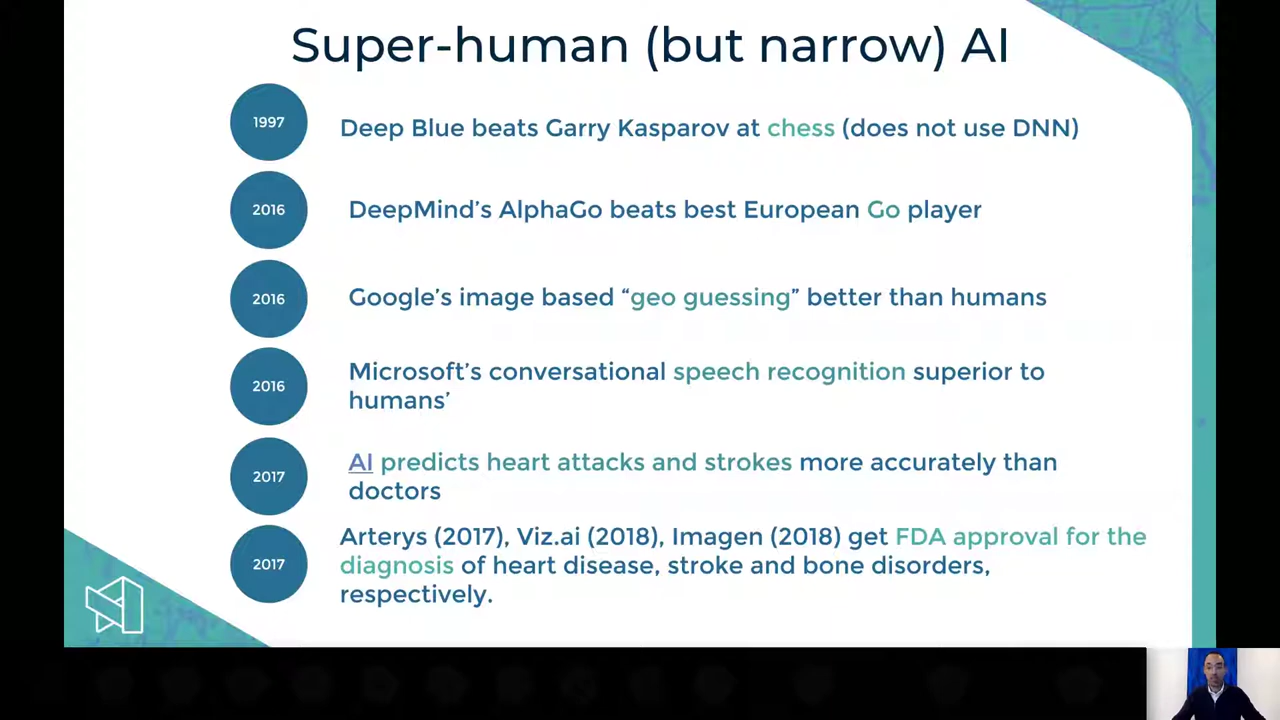 Super-human (but narrow) AI
1997
Deep Blue beats Garry Kasparov at chess (does not use DNN)
2016
DeepMind's AlphaGo beats best European Go player
2016
Google's image based “geo guessing” better than humans
2016
Microsoft's conversational speech recognition superior to
humans'
2017
AI predicts heart attacks and strokes more accurately than
doctors
2017
Arterys (2017), Viz.ai (2018), Imagen (2018) get FDA approval for the
diagnosis of heart disease, stroke and bone disorders,
respectively.